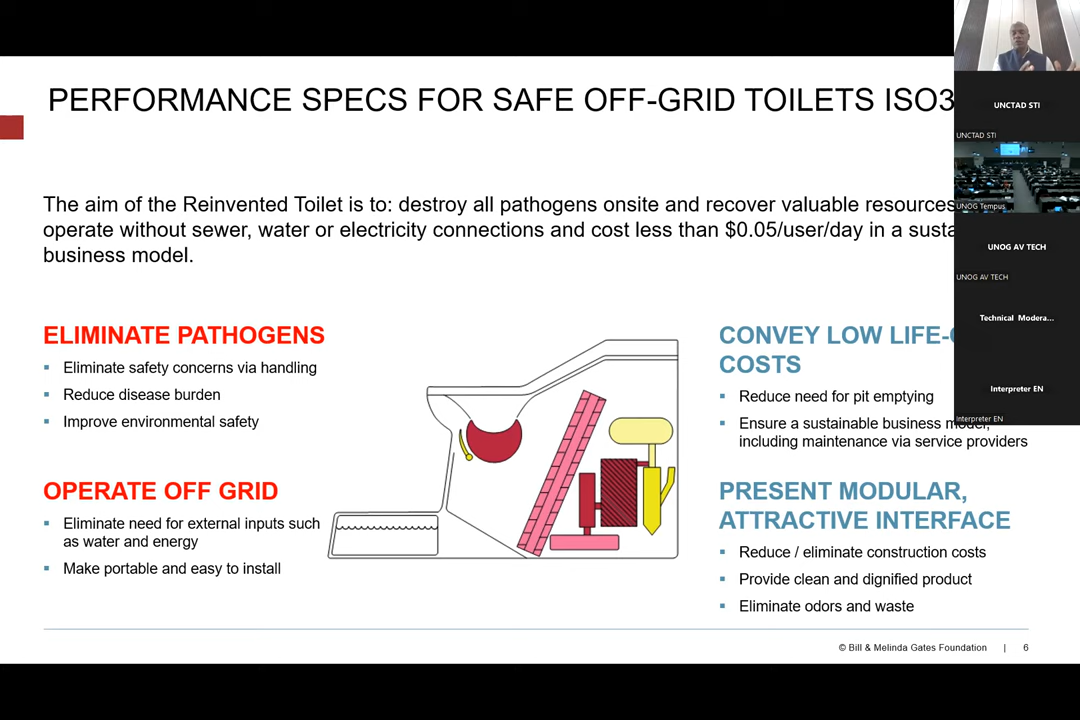 PERFORMANCE SPECS FOR SAFE OFF-GRID TOILETS ISO3
The aim of the Reinvented Toilet is to: destroy all pathogens onsite and recover valuable resources
operate without sewer, water or electricity connections and cost less than $0.05/user/day in a
business model.
ELIMINATE PATHOGENS
▪ Eliminate safety concerns via handling
▪ Reduce disease burden
▪ Improve environmental safety
OPERATE OFF GRID
▪ Eliminate need for external inputs such
as water and energy
▪ Make portable and easy to install
CONVEY LOW
COSTS
▪ Reduce need for pit emptying
▪ Ensure a sustainable business model,
including maintenance via service providers
PRESENT MODULAR,
ATTRACTIVE INTERFACE
▪ Reduce / eliminate construction costs
▪ Provide clean and dignified product
▪ Eliminate odors and waste
© Bill & Melinda Gates Foundation | 6
UNCTAD STI
UNCTAD STI
UNOG Tempus
UNOG AV TECH
UNOG AV TECH
Technical Modera...
Interpreter EN
Interpreter EN